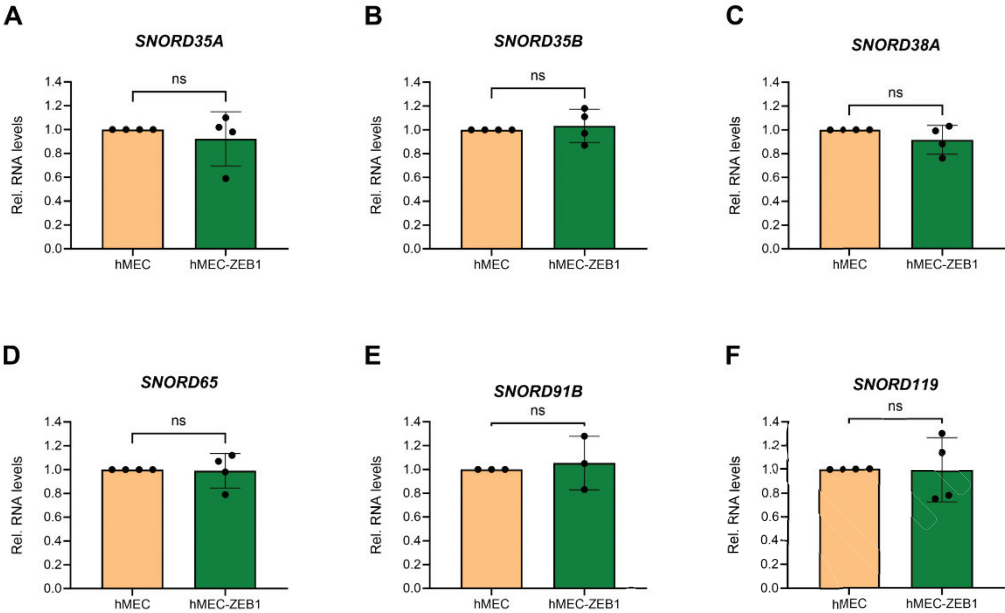 A
SNORD35A
ns
1.4
1.2
1.0
0.8
0.6
0.4
0.2
0.0
Rel. RNA levels
hMEC
hMEC-ZEB1
B
SNORD35B
ns
1.4
1.2
1.0
0.8
0.6
0.4
0.2
0.0
Rel. RNA levels
hMEC
hMEC-ZEB1
C
SNORD38A
ns
1.4
1.2
1.0
0.8
0.6
0.4
0.2
0.0
Rel. RNA levels
hMEC
hMEC-ZEB1
D
SNORD65
ns
1.4
1.2
1.0
0.8
0.6
0.4
0.2
0.0
Rel. RNA levels
hMEC
hMEC-ZEB1
E
SNORD91B
ns
1.4
1.2
1.0
0.8
0.6
0.4
0.2
0.0
Rel. RNA levels
hMEC
hMEC-ZEB1
F
SNORD119
ns
1.4
1.2
1.0
0.8
0.6
0.4
0.2
0.0
Rel. RNA levels
hMEC
hMEC-ZEB1